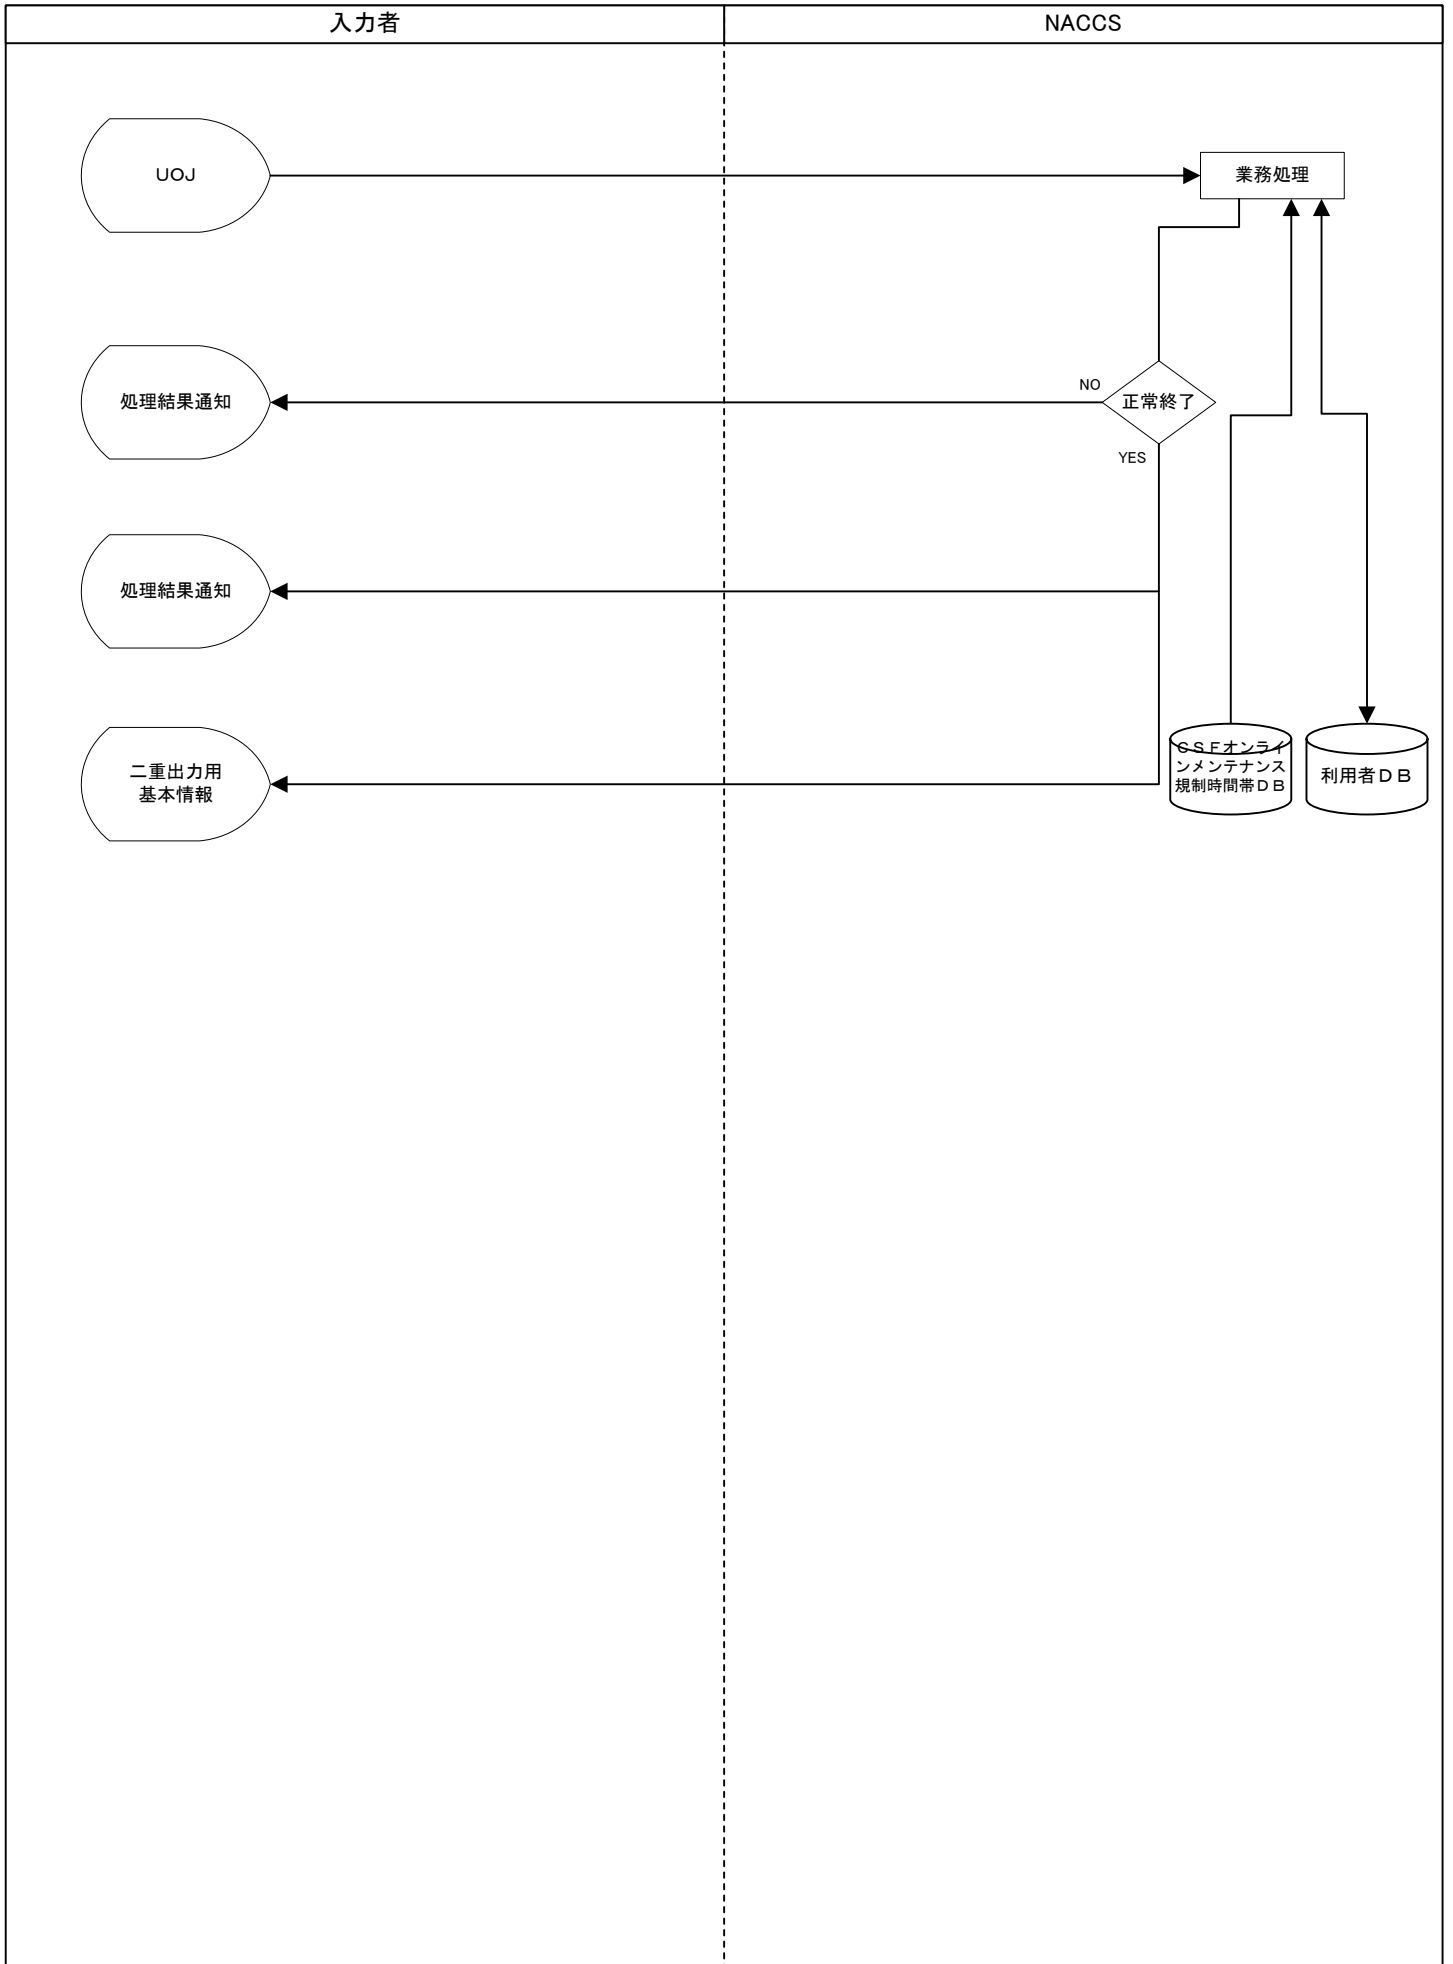 入力者
NACCS
UOJ
業務処理
処理結果通知
NO
正常終了
YES
処理結果通知
二重出力用
基本情報
CSFオンライ
ンメンテナンス
規制時間帯DB
利用者DB